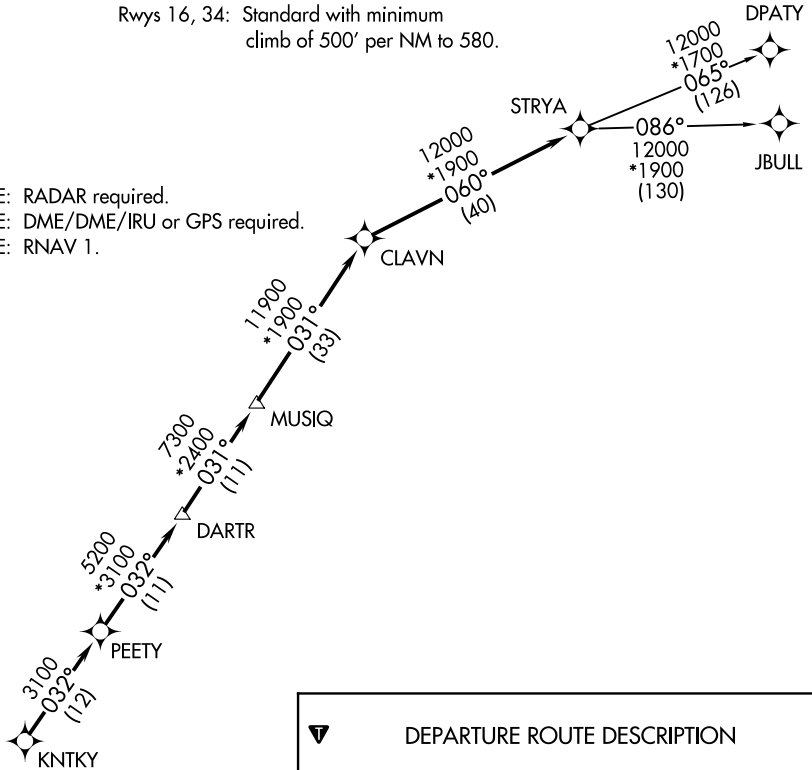 Rwys 16, 34: Standard with minimum
climb of 500' per NM to 580.
DPATY
12000
*1700
065°
(126)
STRYA
086°
12000
*1900
(130)
JBULL
12000
*1900
060°
(40)
E: RADAR required.
E: DME/DME/IRU or GPS required.
E: RNAV 1.
CLAVN
11900
*1900
031°
(33)
MUSIQ
7300
*2400
031°
(11)
DARTR
5200
*3100
032°
(11)
PEETY
3100
032°
(12)
KNTKY
T
DEPARTURE ROUTE DESCRIPTION